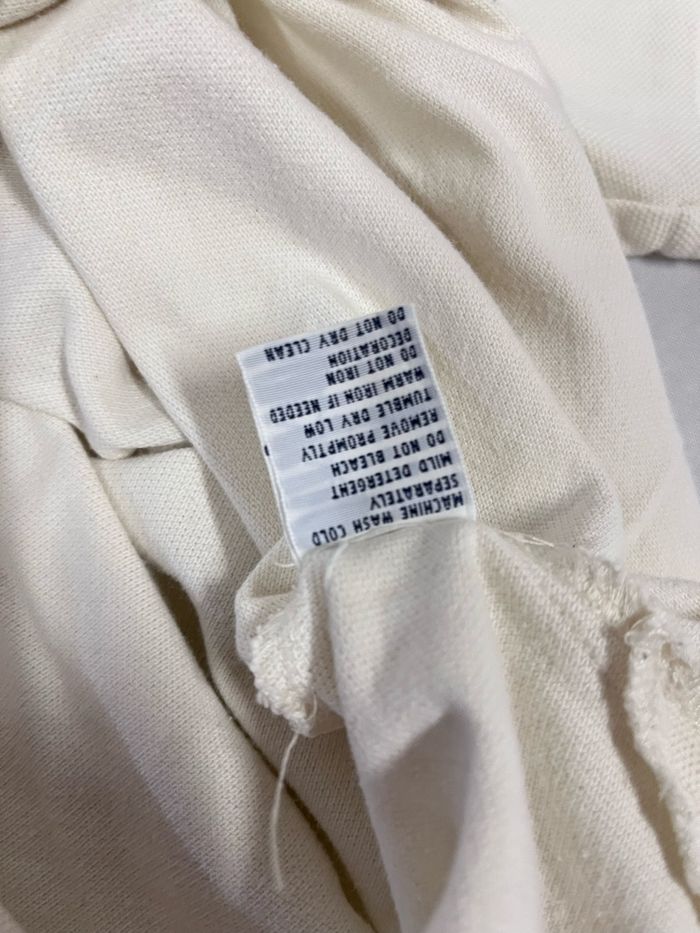 MACHINE WASH COLD
SEPARATELY
MILD DETERGENT
DO NOT BLEACH
REMOVE PROMPTLY
TUMBLE DRY LOW
WARM IRON IF NEEDED
DO NOT IRON
DECORATION
DO NOT DRY CLEAN